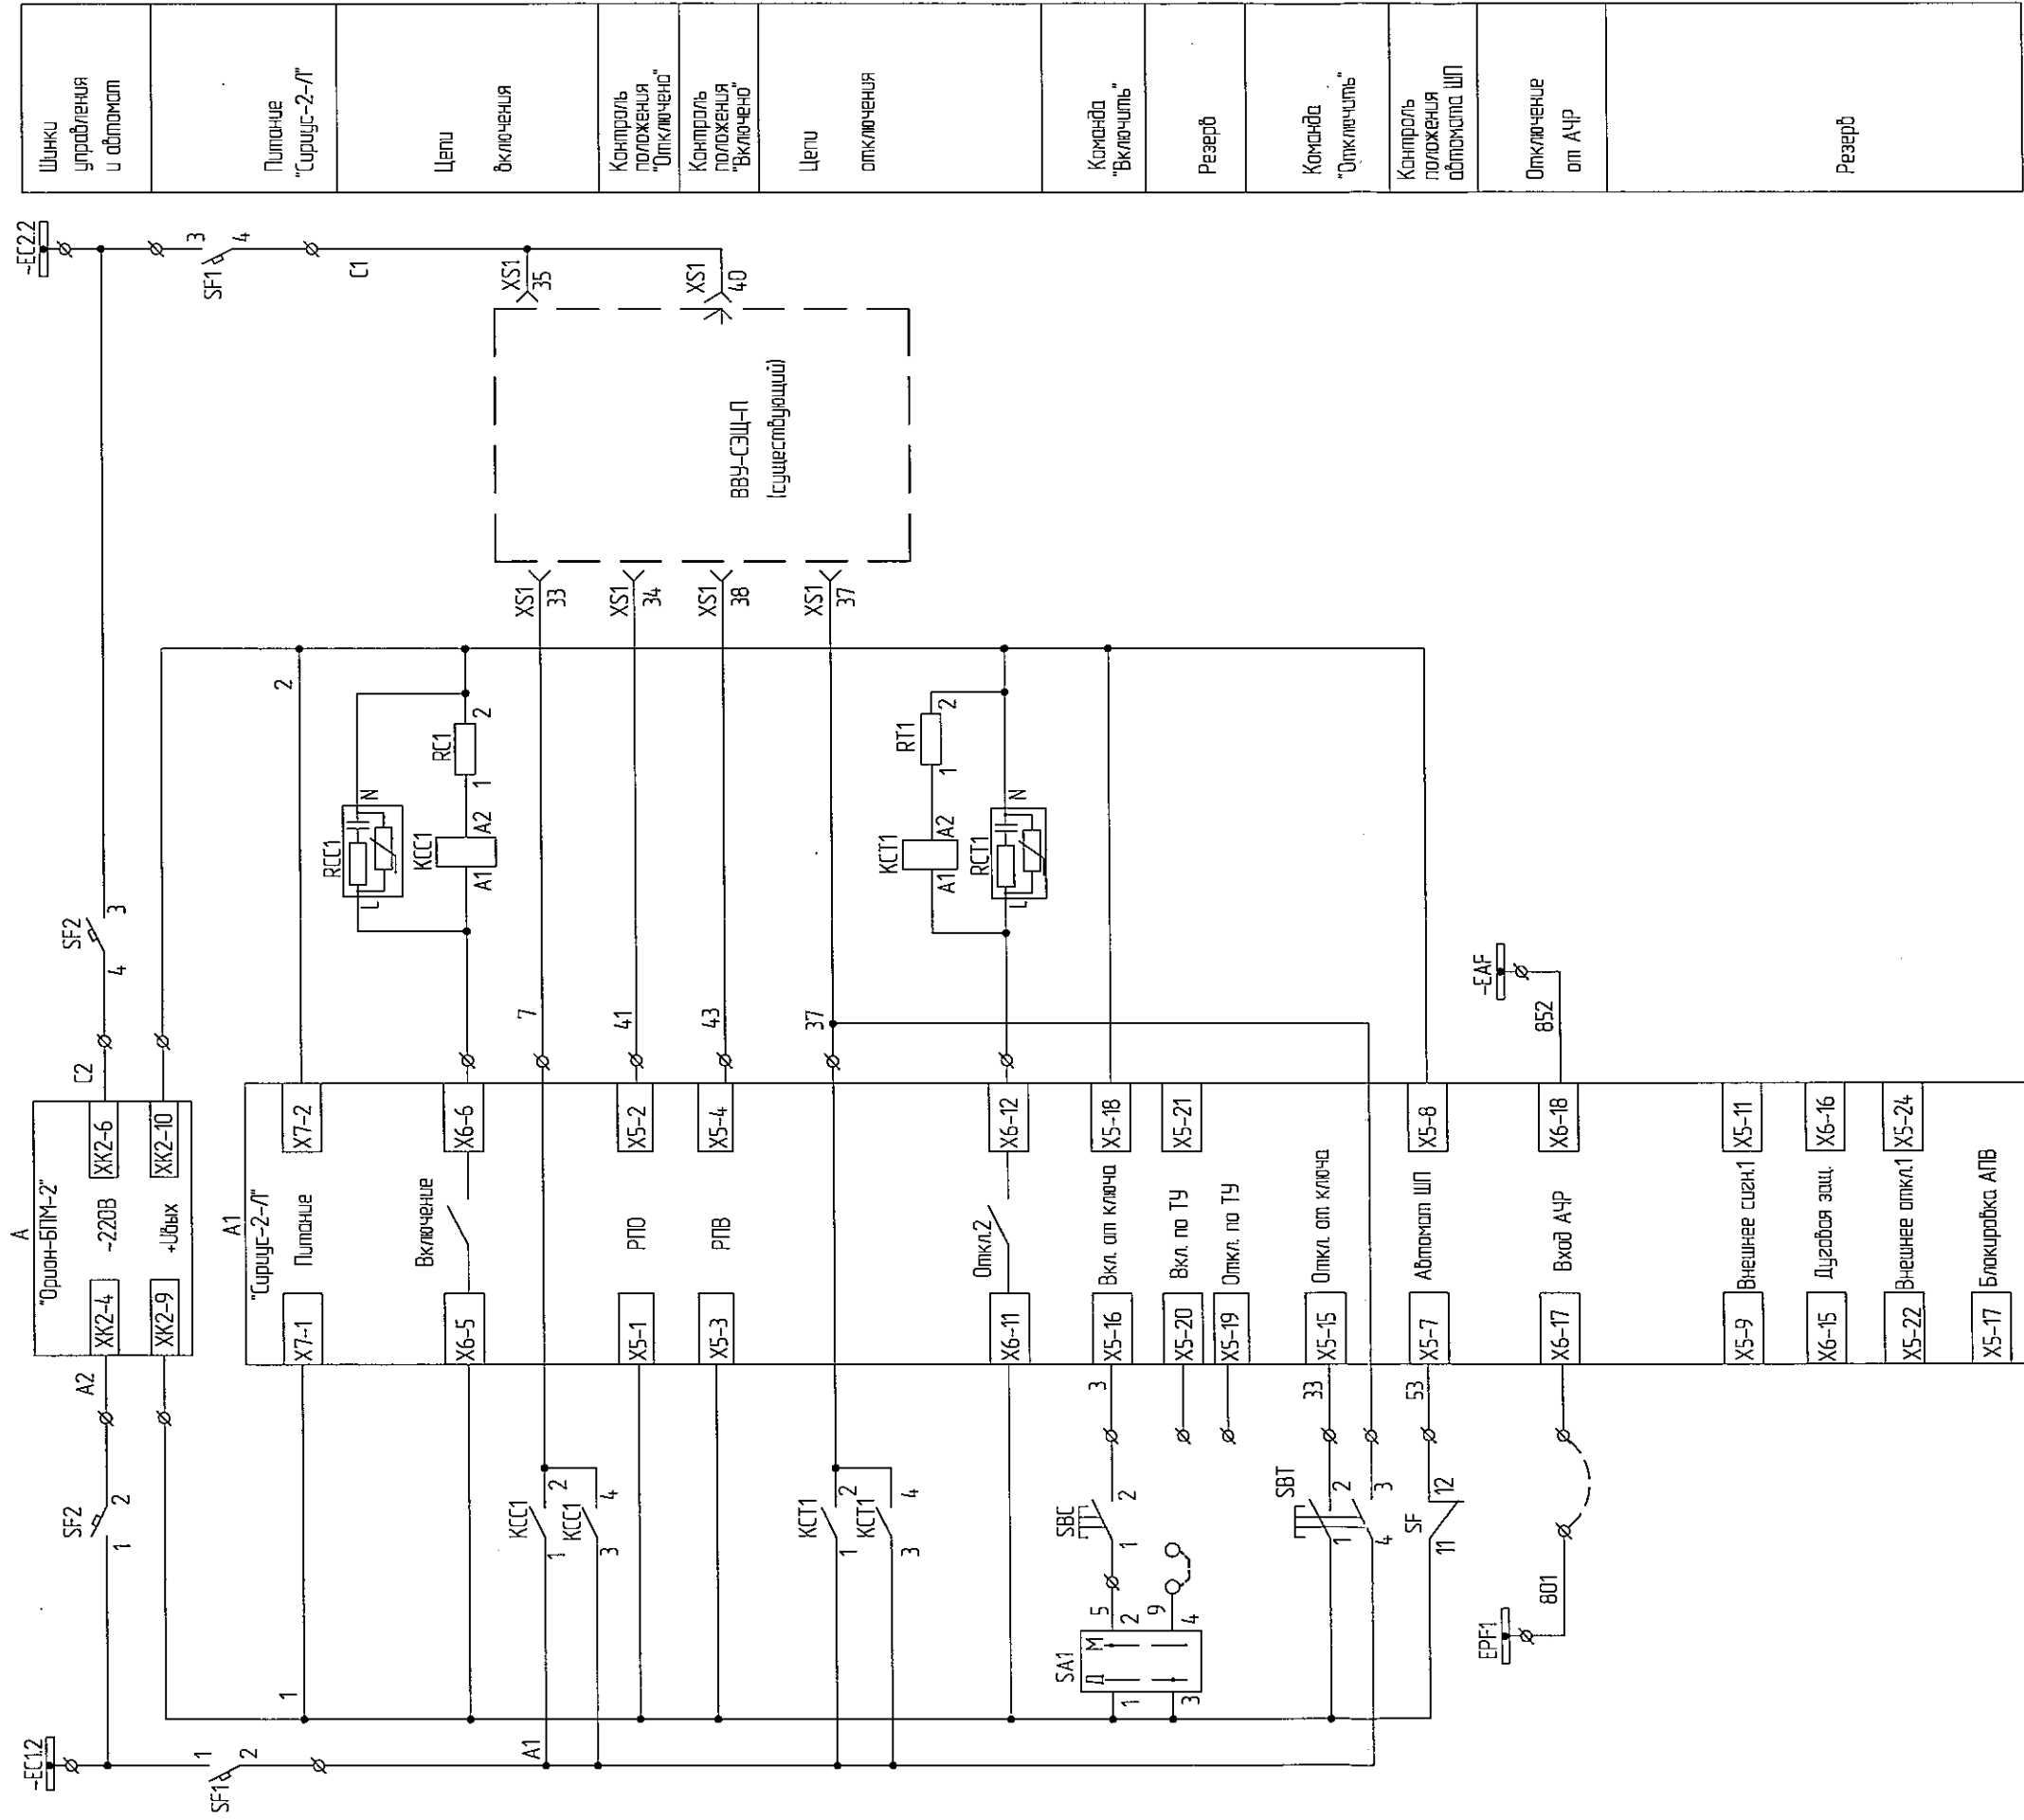 Шинки
управления
и автомат
Питание
"Сириус-2-Л"
Цепи
включения
Контроль
положения
"Отключено"
Контроль
положения
"Включено"
Цепи
отключения
Команда
"Включить"
Резерв
Команда
"Отключить"
Контроль
положения
автомата ШП
Отключение
от АЧР
Резерв
~EC2.2
3
SF1
4
C1
XS1
35
XS1
40
ВВУ-СЭЩ-П
(существующий)
XS1
33
XS1
34
XS1
38
XS1
37
2
RCC1
L
N
RC1
1
2
KCC1
A1
A2
RT1
1
2
KCT1
A1
A2
RCT1
L
N
SF2
3
4
C2
7
41
43
37
~EAF
852
A
"Орион-БПМ-2"
XK2-4
~220В
XK2-6
XK2-9
+Uвых
XK2-10
A1
"Сириус-2-Л"
X7-1
Питание
X7-2
X6-5
Включение
X6-6
X5-1
РПО
X5-2
X5-3
РПВ
X5-4
X6-11
Откл.2
X6-12
X5-16
Вкл. от ключа
X5-18
X5-20
Вкл. по ТУ
X5-21
X5-19
Откл. по ТУ
X5-15
Откл. от ключа
X5-7
Автомат ШП
X5-8
X6-17
Вход АЧР
X6-18
X5-9
Внешнее сигн.1
X5-11
X6-15
Дуговая защ.
X6-16
X5-22
Внешнее откл.1
X5-24
X5-17
Блокировка АПВ
A2
SF2
1
2
KCC1
1
2
KCC1
3
4
KCT1
1
2
KCT1
3
4
3
SBC
1
2
SA1
Д
М
1
3
5
2
9
4
33
SBT
1
2
4
3
53
SF
11
12
801
EPF1
1
A1
~EC1.2
1
SF1
2